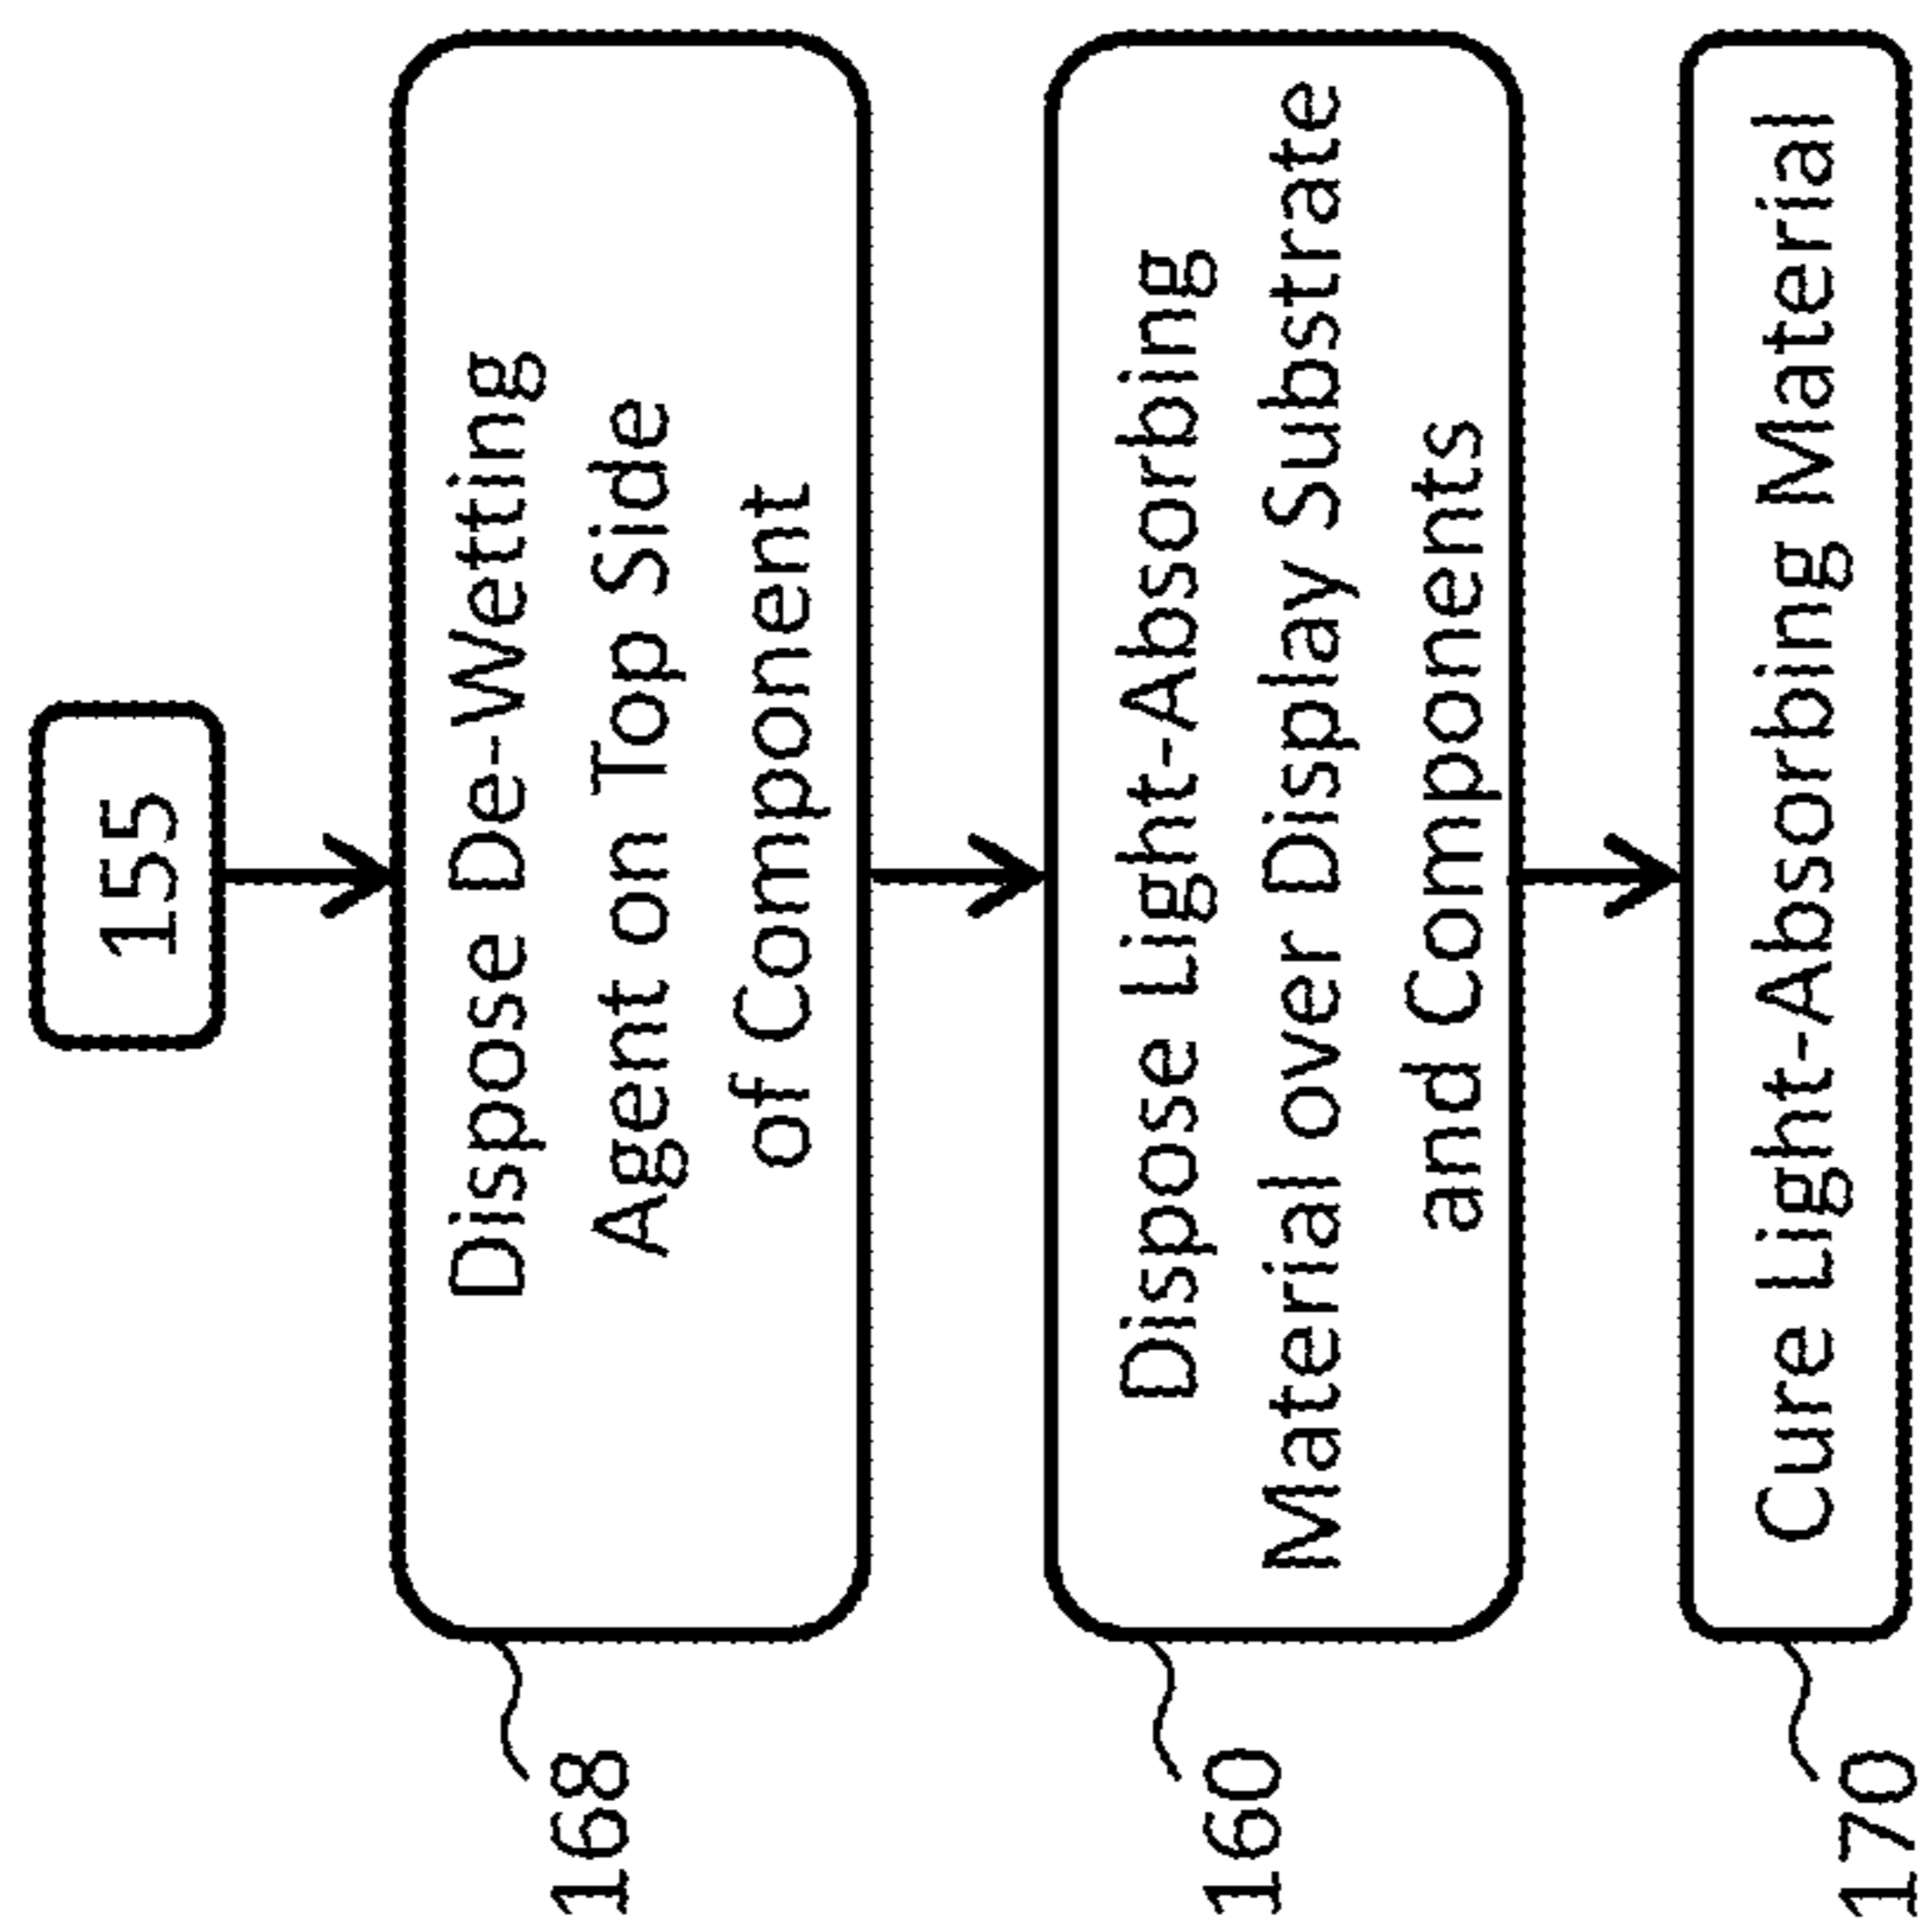 155
Dispose De-Wetting
Agent on Top Side
of Component
168
Dispose Light-Absorbing
Material over Display Substrate
and Components
160
Cure Light-Absorbing Material
170